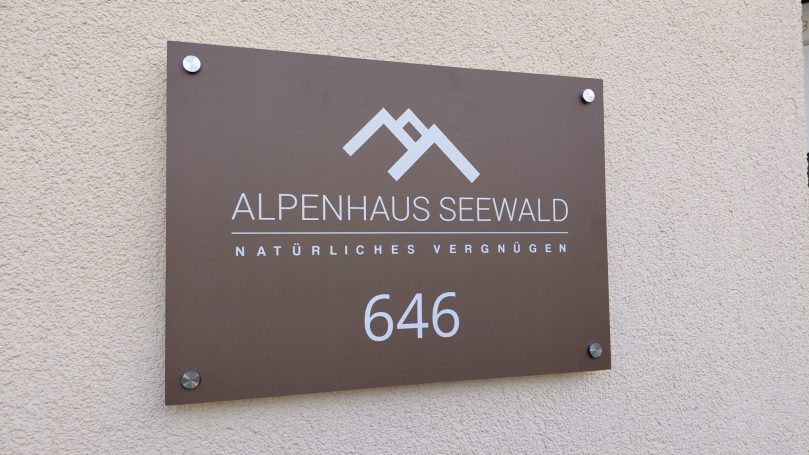 ALPENHAUS SEEWALD
NATÜRLICHES VERGNÜGEN
646